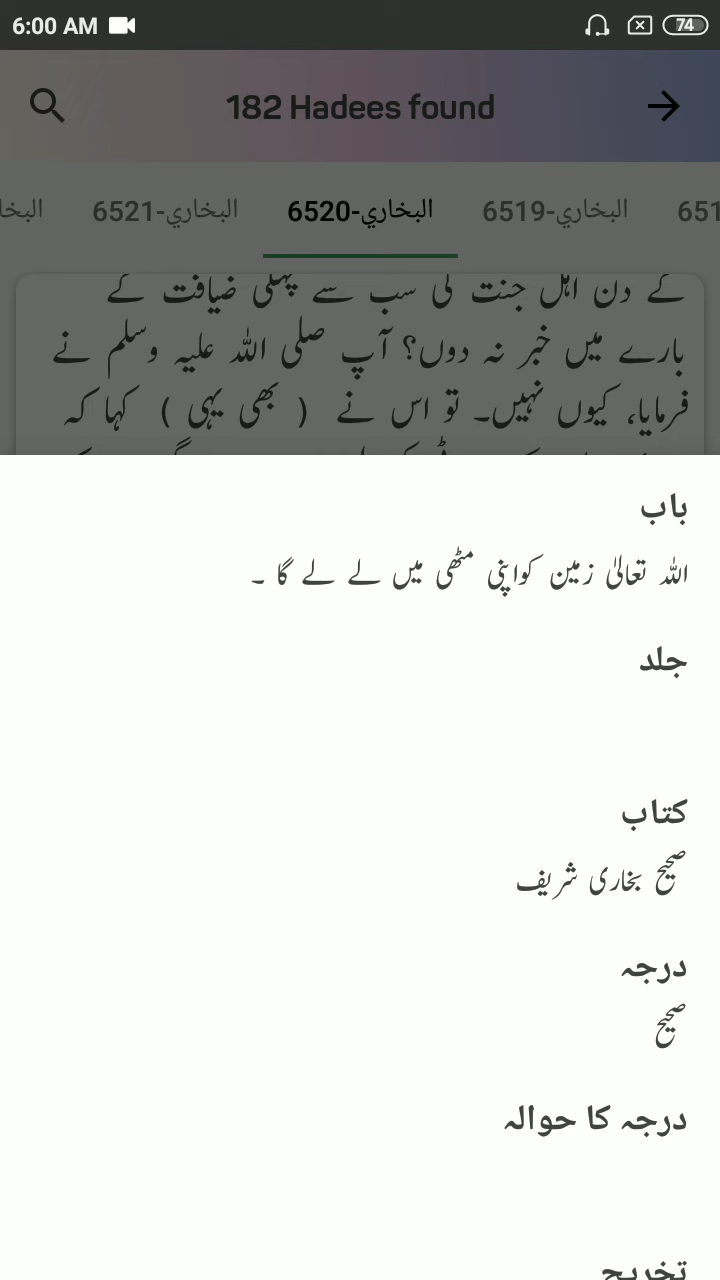 6:00 AM
74
182 Hadees found
البخاري-6521
البخاري-6520
البخاري-6519
651
کے دن اہل جنت کی سب سے پہلی ضیافت کے
بارے میں خبر نہ دوں؟ آپ صلی اللہ علیہ وسلم نے
فرمایا، کیوں نہیں۔ تو اس نے ( بھی یہی ) کہا کہ
باب
اللہ تعالیٰ زمین کواپنی مٹھی میں لے لے گا ۔
جلد
کتاب
صحیح بخاری شریف
درجہ
صحیح
درجہ کا حوالہ
تخریج